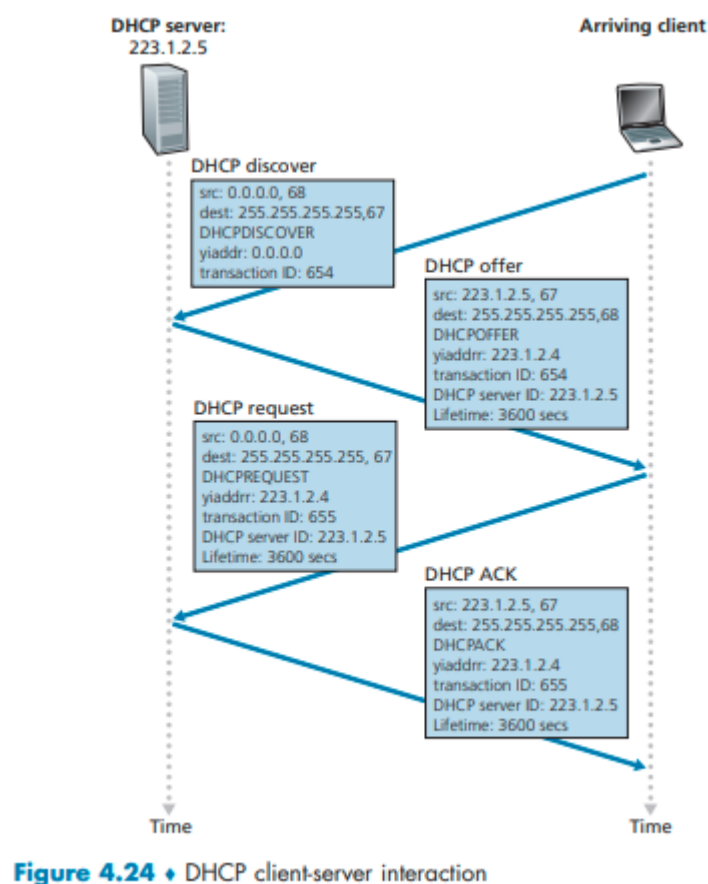 DHCP server:
223.1.2.5
Arriving client
DHCP discover
src: 0.0.0.0, 68
dest: 255.255.255.255,67
DHCPDISCOVER
yiaddr: 0.0.0.0
transaction ID: 654
DHCP offer
src: 223.1.2.5, 67
dest: 255.255.255.255,68
DHCPOFFER
yiaddrr: 223.1.2.4
transaction ID: 654
DHCP server ID: 223.1.2.5
Lifetime: 3600 secs
DHCP request
src: 0.0.0.0, 68
dest: 255.255.255.255, 67
DHCPREQUEST
yiaddrr: 223.1.2.4
transaction ID: 655
DHCP server ID: 223.1.2.5
Lifetime: 3600 secs
DHCP ACK
src: 223.1.2.5, 67
dest: 255.255.255.255,68
DHCPACK
yiaddrr: 223.1.2.4
transaction ID: 655
DHCP server ID: 223.1.2.5
Lifetime: 3600 secs
Time
Time
Figure 4.24 ♦ DHCP client-server interaction